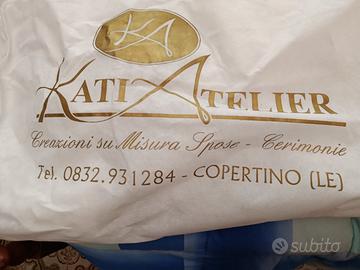 KA
KATI ATELIER
Creazioni su Misura Spose - Cerimonie
Tel. 0832.931284 - COPERTINO (LE)
subito